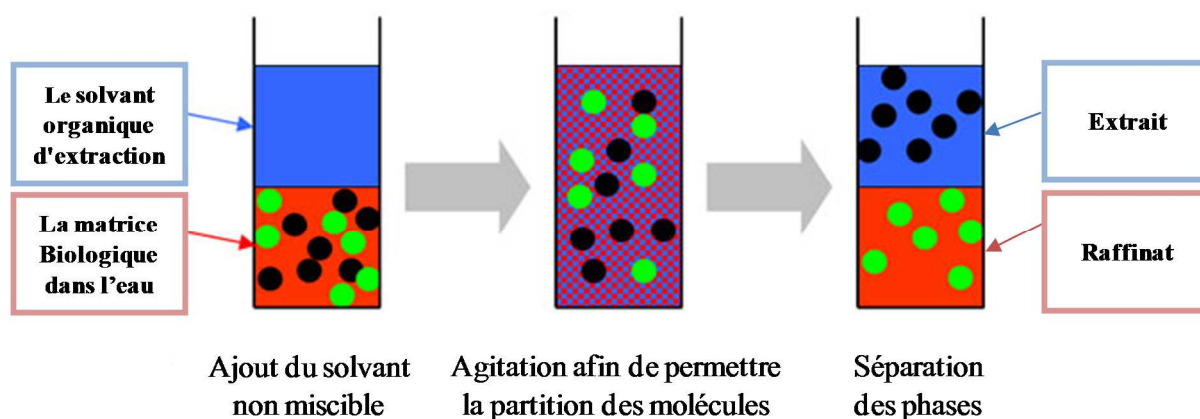 Le solvant
organique
d'extraction
La matrice
Biologique
dans l'eau
Extrait
Raffinat
Ajout du solvant
non miscible
Agitation afin de permettre
la partition des molécules
Séparation
des phases